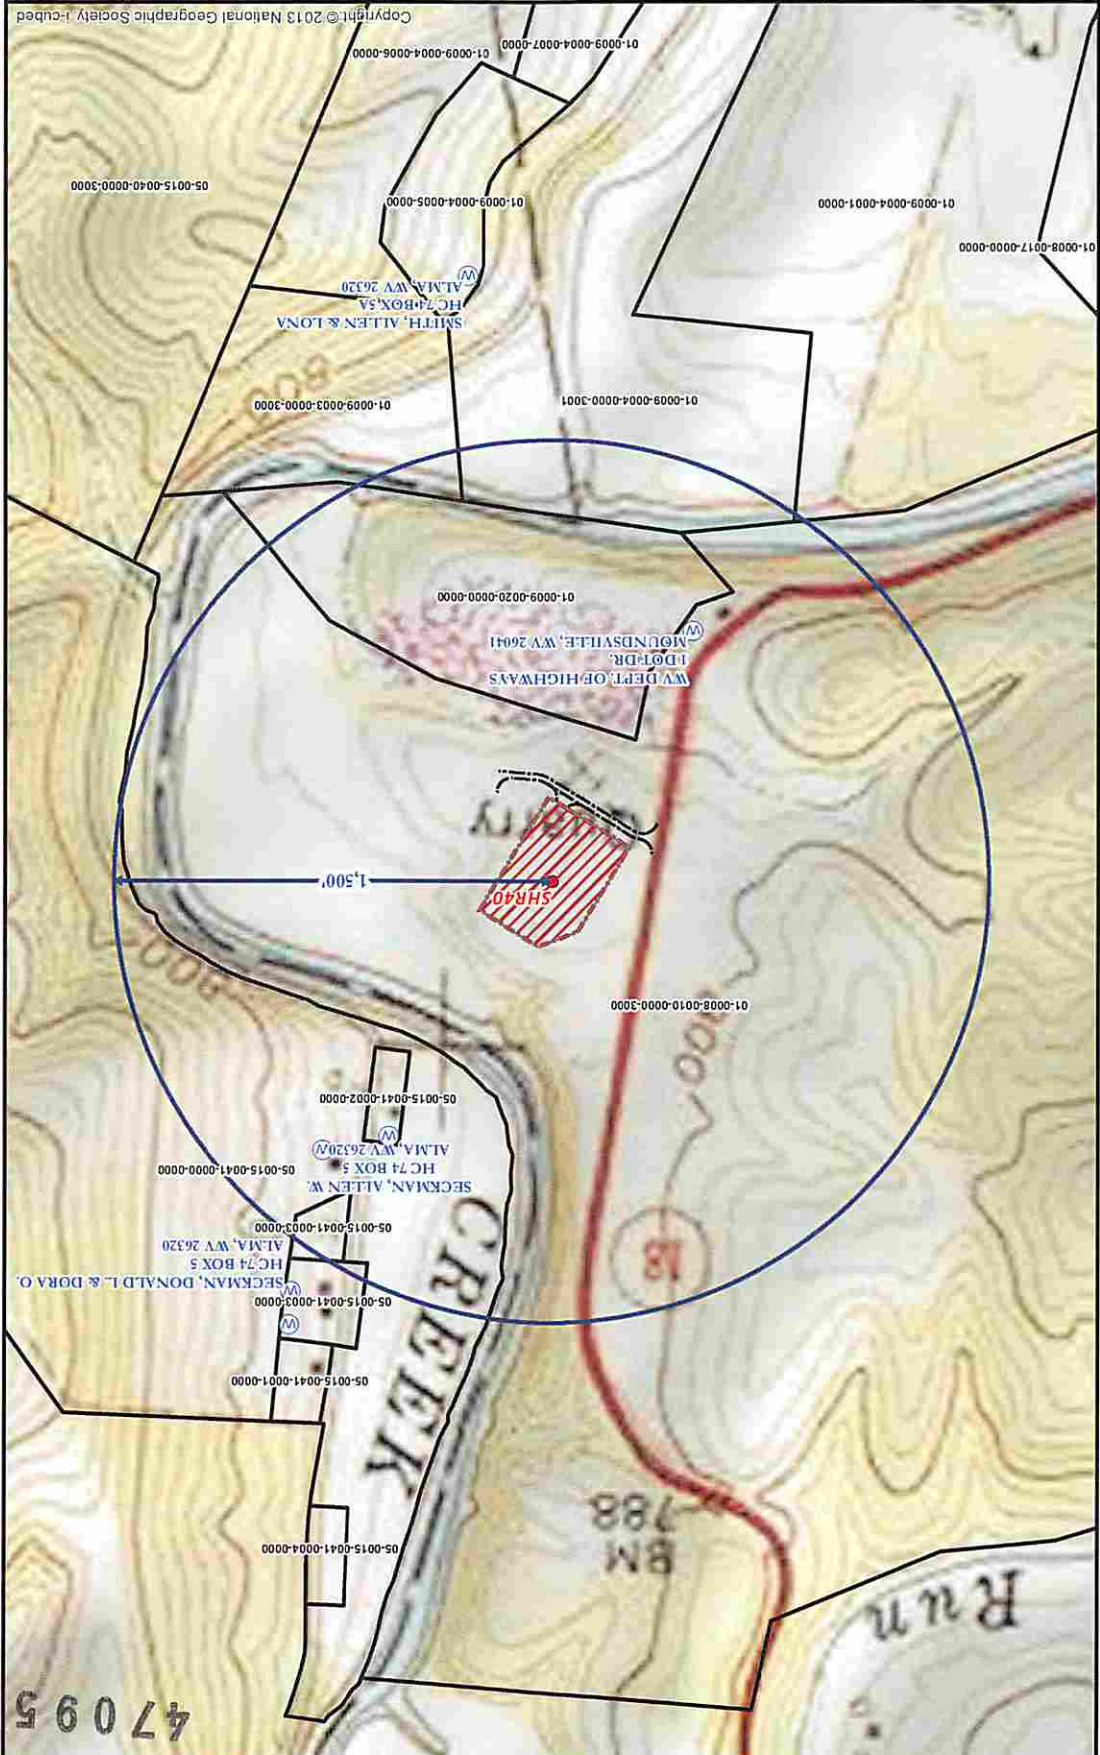 47095
Run
BM
788
05-0015-0041-0004-0000
CREEK
05-0015-0041-0001-0000
05-0015-0041-0003-0000
W
W
SECKMAN, DONALD L. & DORA O.
HC 74 BOX 5
ALMA, WV 26320
18
05-0015-0041-0003-0000
05-0015-0041-0000-0000
SECKMAN, ALLEN W.
HC 74 BOX 5
ALMA, WV 26320
W
W
05-0015-0041-0002-0000
800
01-0008-0010-0000-3000
800
SHR40
1,500'
Quarry
WV DEPT. OF HIGHWAYS
1 DOT DR.
MOUNDSVILLE, WV 26041
W
01-0009-0020-0000-0000
01-0009-0004-0000-3001
01-0009-0003-0000-3000
800
SMITH, ALLEN & LONA
HC 74 BOX 5A
ALMA, WV 26320
W
01-0008-0017-0000-0000
01-0009-0004-0001-0000
01-0009-0004-0005-0000
05-0015-0040-0000-3000
01-0009-0004-0006-0000
01-0009-0004-0007-0000
Copyright:© 2013 National Geographic Society, i-cubed